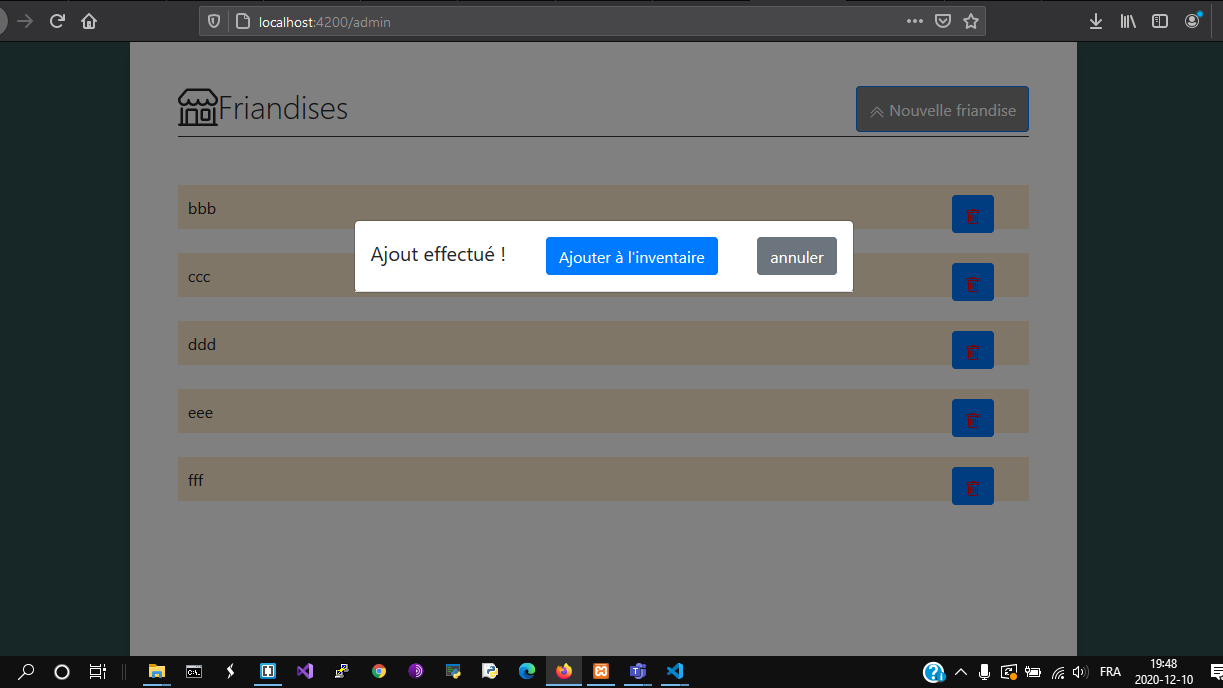 localhost:4200/admin
Friandises
Nouvelle friandise
bbb
Ajout effectué !
Ajouter à l'inventaire
annuler
ccc
ddd
eee
fff
FRA
19:48
2020-12-10